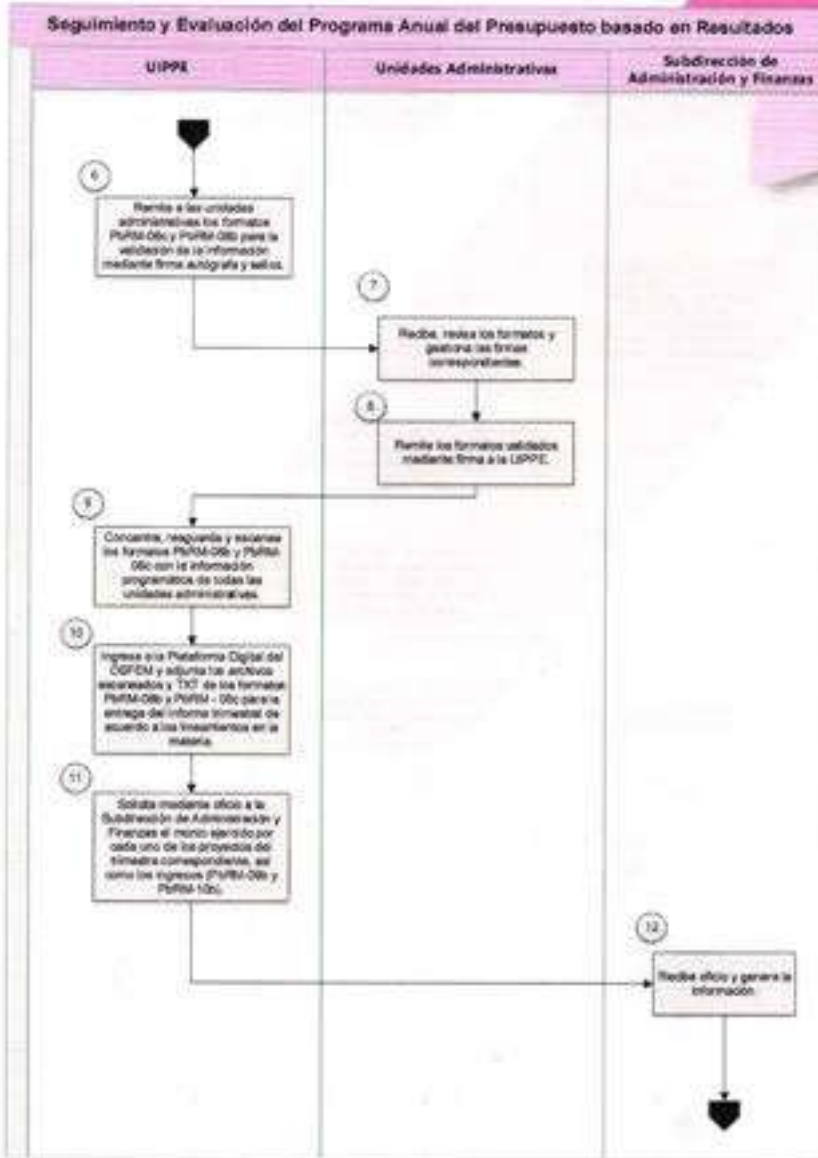 Seguimiento y Evaluación del Programa Anual del Presupuesto basado en Resultados
UIPPE
Unidades Administrativas
Subdirección de
Administración y Finanzas
6
Remite a las unidades
administrativas los formatos
PbRM-08c y PbRM-08b para la
validación de la información
mediante firma autógrafa y sellos.
7
Recibe, revisa los formatos y
gestiona las firmas
correspondientes.
8
Remite los formatos validados
mediante firma a la UIPPE.
9
Concentra, resguarda y escanea
los formatos PbRM-08b y PbRM-
08c con la información
programática de todas las
unidades administrativas.
10
Ingresa a la Plataforma Digital del
OSFEM y adjunta los archivos
escaneados y TXT de los formatos
PbRM-08b y PbRM - 08c para la
entrega del informe trimestral de
acuerdo a los lineamientos en la
materia.
11
Solicita mediante oficio a la
Subdirección de Administración y
Finanzas el monto ejercido por
cada uno de los proyectos del
trimestre correspondiente, así
como los ingresos (PbRM-09b y
PbRM-10b).
12
Recibe oficio y genera la
información.